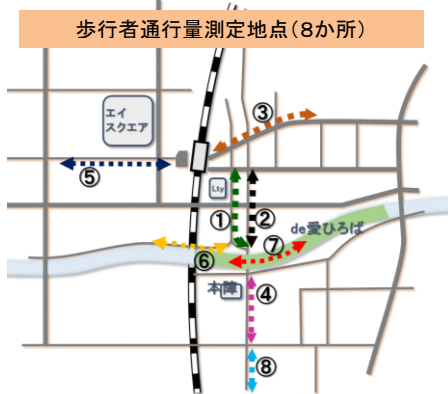 歩行者通行量測定地点(8か所)
③
エイ
スクエア
⑤
Lty
①
②
de愛ひろば
⑦
⑥
本陣
④
⑧